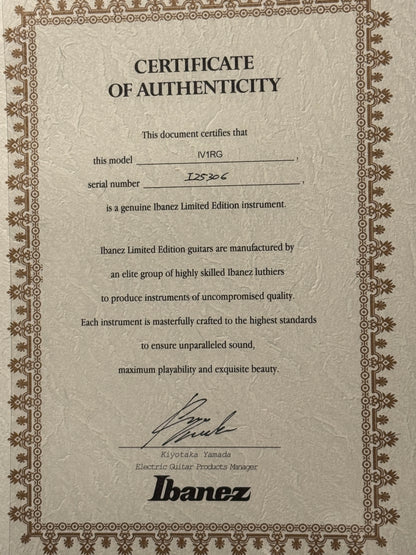 CERTIFICATE
OF AUTHENTICITY
This document certifies that
this model IV1RG ,
serial number I25306 ,
is a genuine Ibanez Limited Edition instrument.
Ibanez Limited Edition guitars are manufactured by
an elite group of highly skilled Ibanez luthiers
to produce instruments of uncompromised quality.
Each instrument is masterfully crafted to the highest standards
to ensure unparalleled sound,
maximum playability and exquisite beauty.
Kiyotaka Yamada
Electric Guitar Products Manager
Ibanez